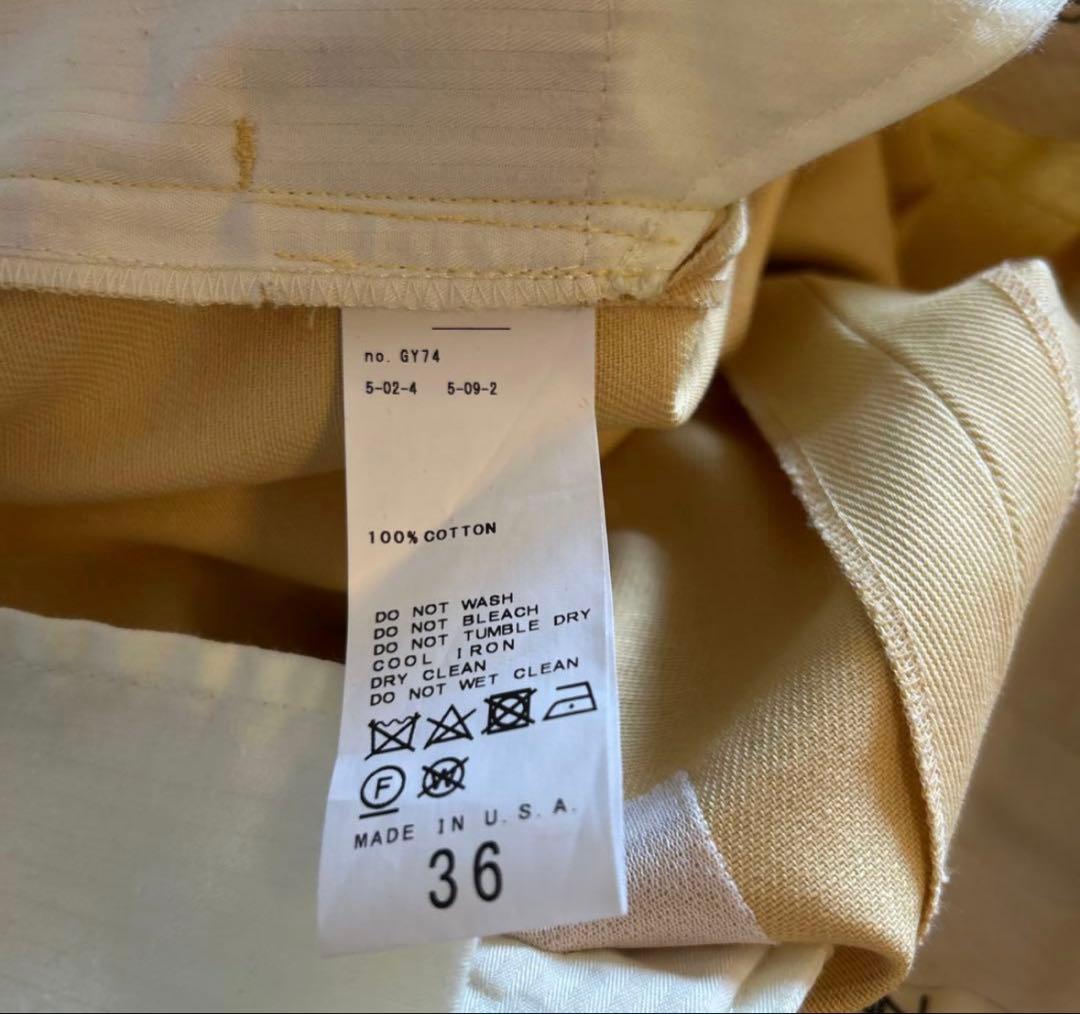 no. GY74
5-02-4 5-09-2
100% COTTON
DO NOT WASH
DO NOT BLEACH
DO NOT TUMBLE DRY
COOL IRON
DRY CLEAN
DO NOT WET CLEAN
F W
MADE IN U.S.A.
36